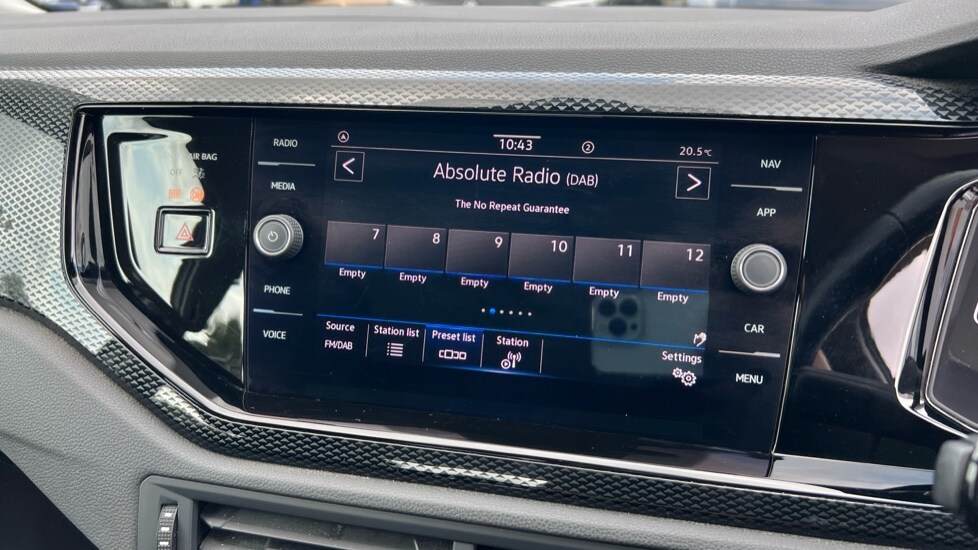 AIR BAG
OFF
RADIO
MEDIA
PHONE
VOICE
10:43
2
20.5°C
<
Absolute Radio (DAB)
>
The No Repeat Guarantee
7 8 9 10 11 12
Empty Empty Empty Empty Empty Empty
Source Station list Preset list Station Settings
FM/DAB
NAV
APP
CAR
MENU